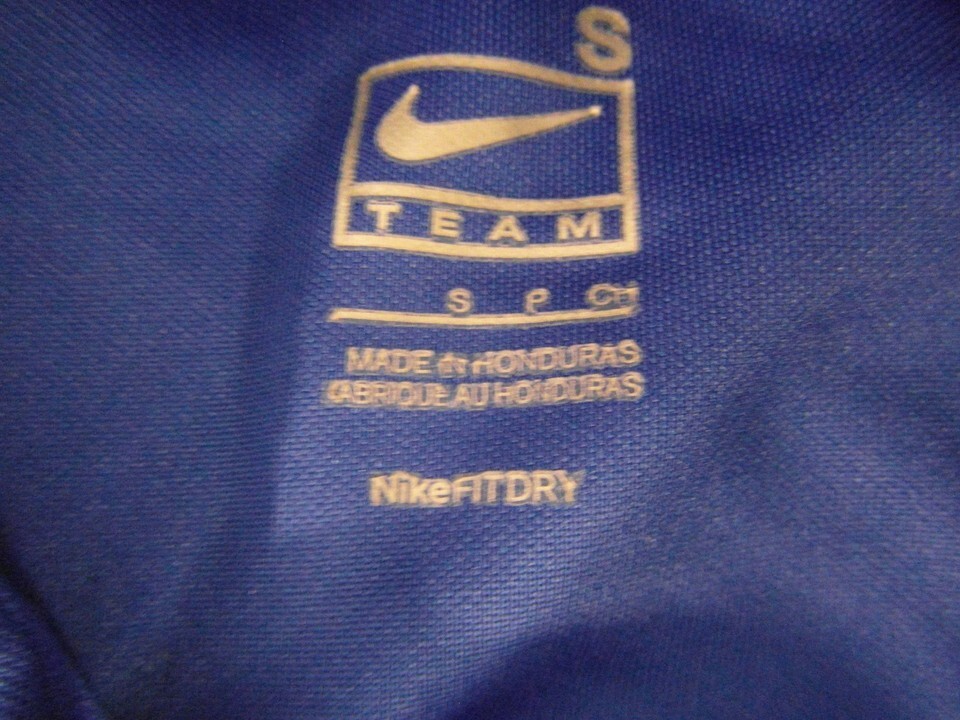 S
TEAM
S P CH
MADE IN HONDURAS
FABRIQUE AU HONDURAS
NikeFITDRY